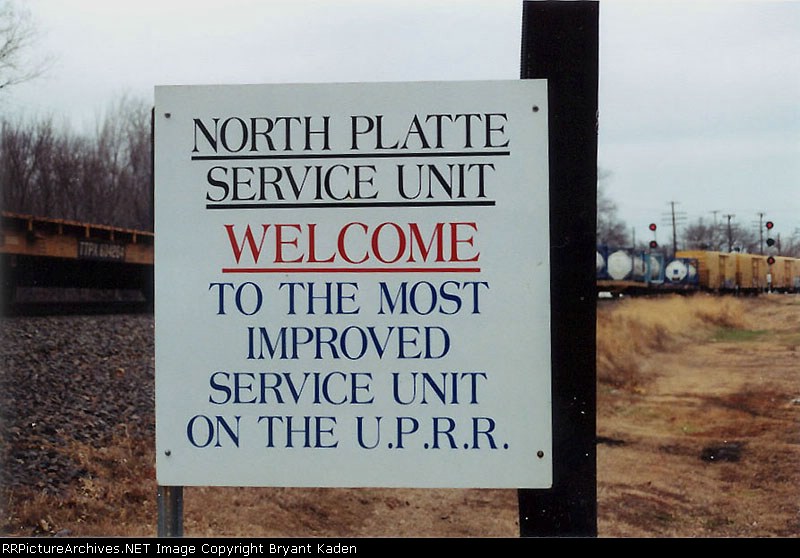 NORTH PLATTE
SERVICE UNIT
WELCOME
TO THE MOST
IMPROVED
SERVICE UNIT
ON THE U.P.R.R.
RRPictureArchives.NET Image Copyright Bryant Kaden